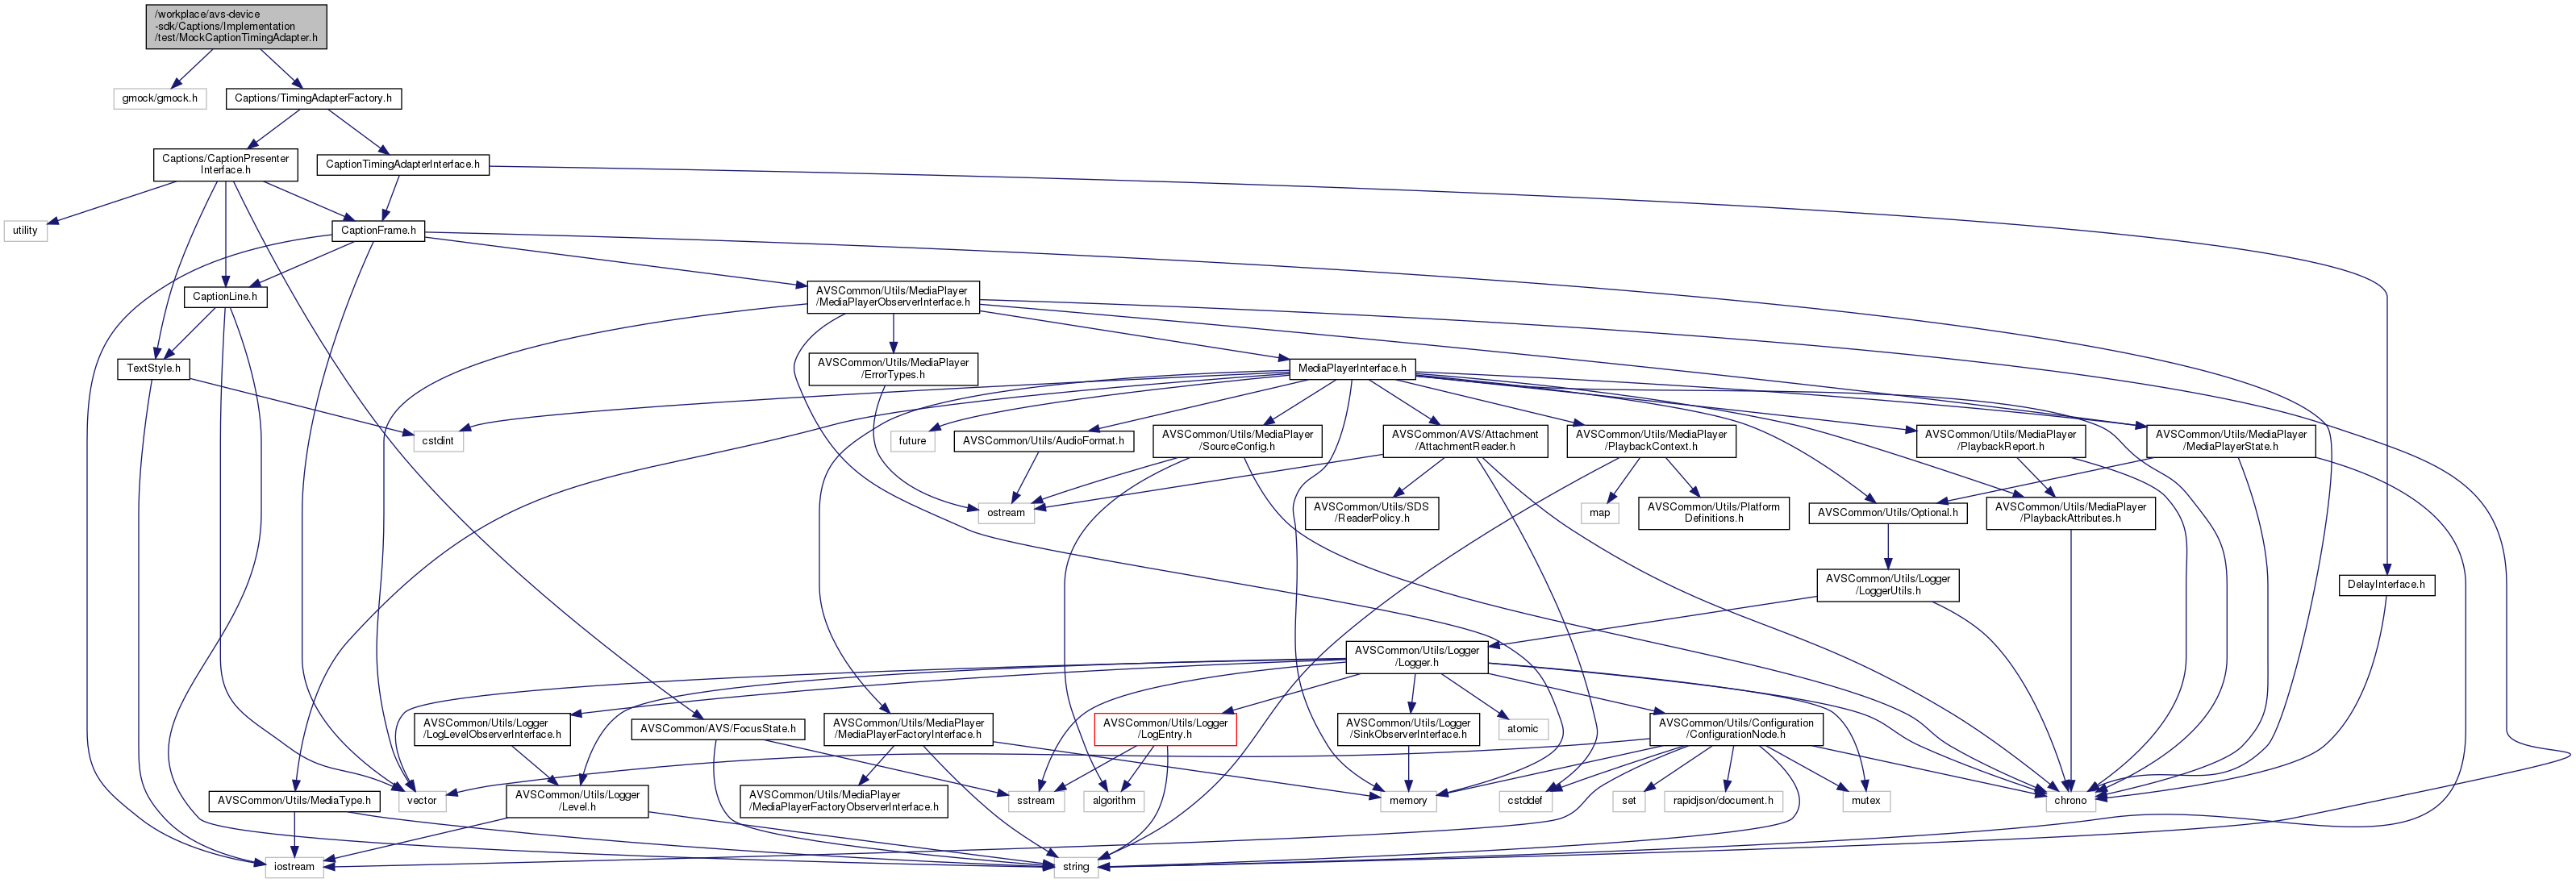 /workplace/avs-device
-sdk/Captions/Implementation
/test/MockCaptionTimingAdapter.h
gmock/gmock.h
Captions/TimingAdapterFactory.h
Captions/CaptionPresenter
Interface.h
CaptionTimingAdapterInterface.h
utility
CaptionFrame.h
CaptionLine.h
AVSCommon/Utils/MediaPlayer
/MediaPlayerObserverInterface.h
TextStyle.h
AVSCommon/Utils/MediaPlayer
/ErrorTypes.h
MediaPlayerInterface.h
cstdint
future
AVSCommon/Utils/AudioFormat.h
AVSCommon/Utils/MediaPlayer
/SourceConfig.h
AVSCommon/AVS/Attachment
/AttachmentReader.h
AVSCommon/Utils/MediaPlayer
/PlaybackContext.h
AVSCommon/Utils/MediaPlayer
/PlaybackReport.h
AVSCommon/Utils/MediaPlayer
/MediaPlayerState.h
ostream
AVSCommon/Utils/SDS
/ReaderPolicy.h
map
AVSCommon/Utils/Platform
Definitions.h
AVSCommon/Utils/Optional.h
AVSCommon/Utils/MediaPlayer
/PlaybackAttributes.h
AVSCommon/Utils/Logger
/LoggerUtils.h
DelayInterface.h
AVSCommon/Utils/Logger
/Logger.h
AVSCommon/Utils/Logger
/LogLevelObserverInterface.h
AVSCommon/AVS/FocusState.h
AVSCommon/Utils/MediaPlayer
/MediaPlayerFactoryInterface.h
AVSCommon/Utils/Logger
/LogEntry.h
AVSCommon/Utils/Logger
/SinkObserverInterface.h
atomic
AVSCommon/Utils/Configuration
/ConfigurationNode.h
AVSCommon/Utils/MediaType.h
vector
AVSCommon/Utils/Logger
/Level.h
AVSCommon/Utils/MediaPlayer
/MediaPlayerFactoryObserverInterface.h
sstream
algorithm
memory
cstddef
set
rapidjson/document.h
mutex
chrono
iostream
string